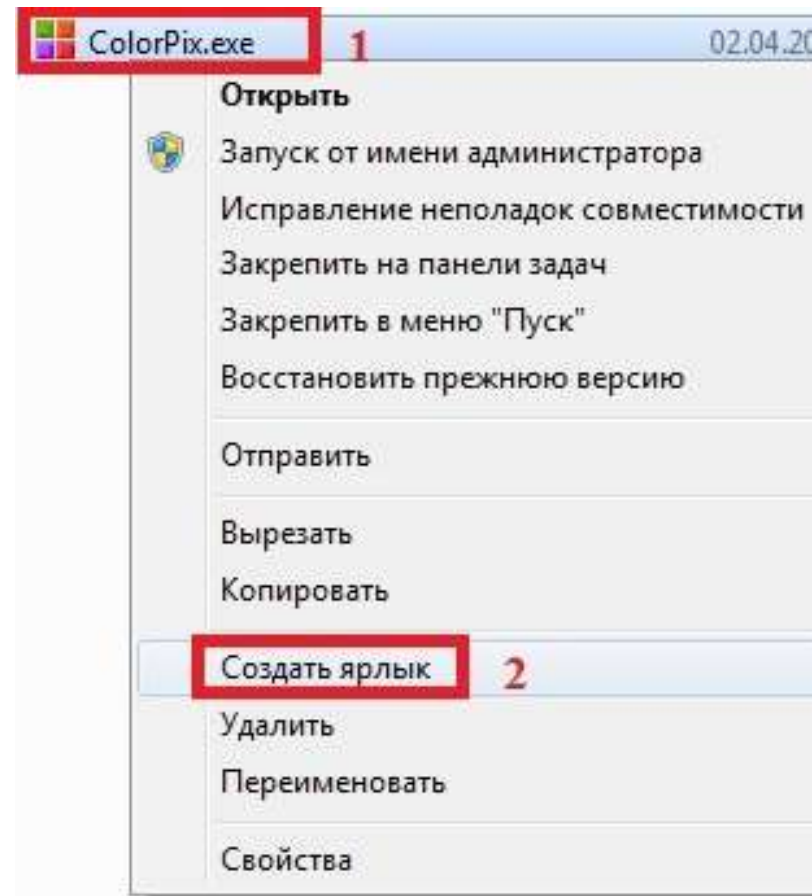 ColorPix.exe 1 02.04.20
Открыть
Запуск от имени администратора
Исправление неполадок совместимости
Закрепить на панели задач
Закрепить в меню "Пуск"
Восстановить прежнюю версию
Отправить
Вырезать
Копировать
Создать ярлык 2
Удалить
Переименовать
Свойства